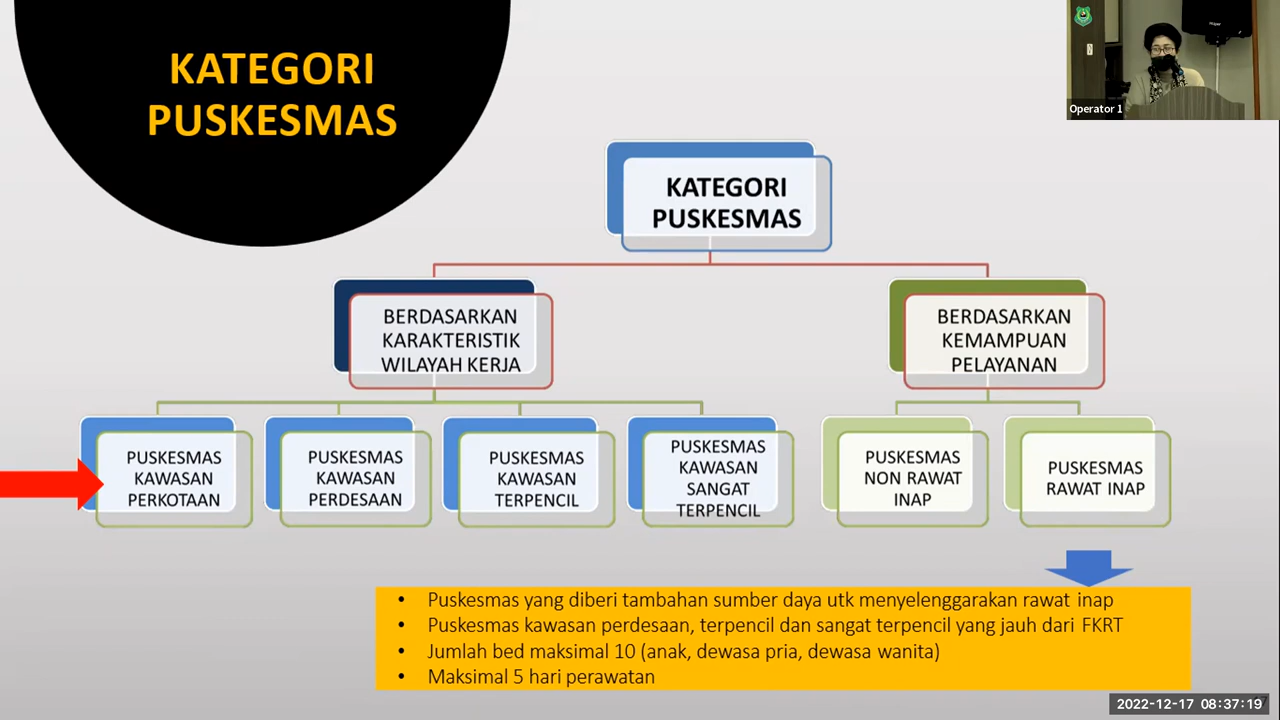 KATEGORI
PUSKESMAS
Operator 1
KATEGORI
PUSKESMAS
BERDASARKAN
KARAKTERISTIK
WILAYAH KERJA
BERDASARKAN
KEMAMPUAN
PELAYANAN
PUSKESMAS
KAWASAN
PERKOTAAN
PUSKESMAS
KAWASAN
PERDESAAN
PUSKESMAS
KAWASAN
TERPENCIL
PUSKESMAS
KAWASAN
SANGAT
TERPENCIL
PUSKESMAS
NON RAWAT
INAP
PUSKESMAS
RAWAT INAP
• Puskesmas yang diberi tambahan sumber daya utk menyelenggarakan rawat inap
• Puskesmas kawasan perdesaan, terpencil dan sangat terpencil yang jauh dari FKRT
• Jumlah bed maksimal 10 (anak, dewasa pria, dewasa wanita)
• Maksimal 5 hari perawatan
2022-12-17 08:37:19